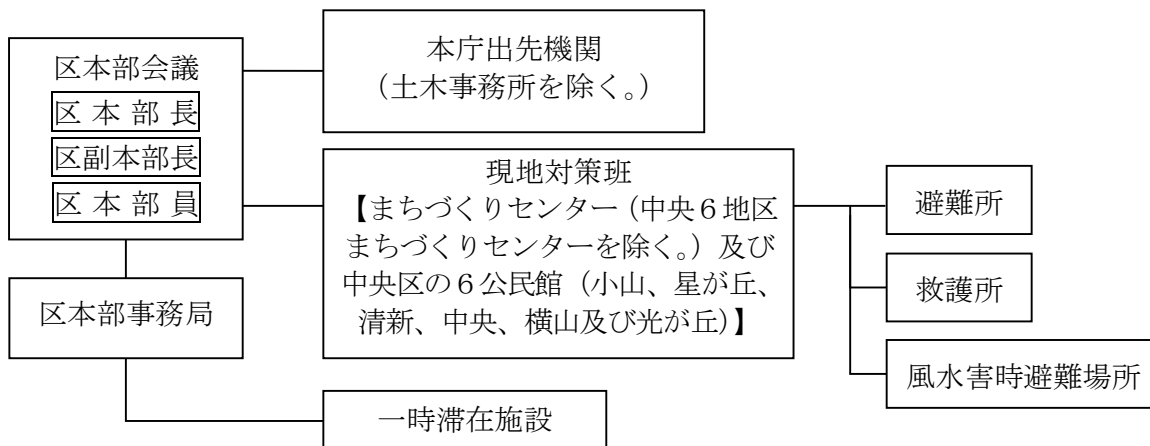 区本部会議
区本部長
区副本部長
区本部員
区本部事務局
本庁出先機関
（土木事務所を除く。）
現地対策班
【まちづくりセンター（中央６地区
まちづくりセンターを除く。）及び
中央区の６公民館（小山、星が丘、
清新、中央、横山及び光が丘）】
一時滞在施設
避難所
救護所
風水害時避難場所